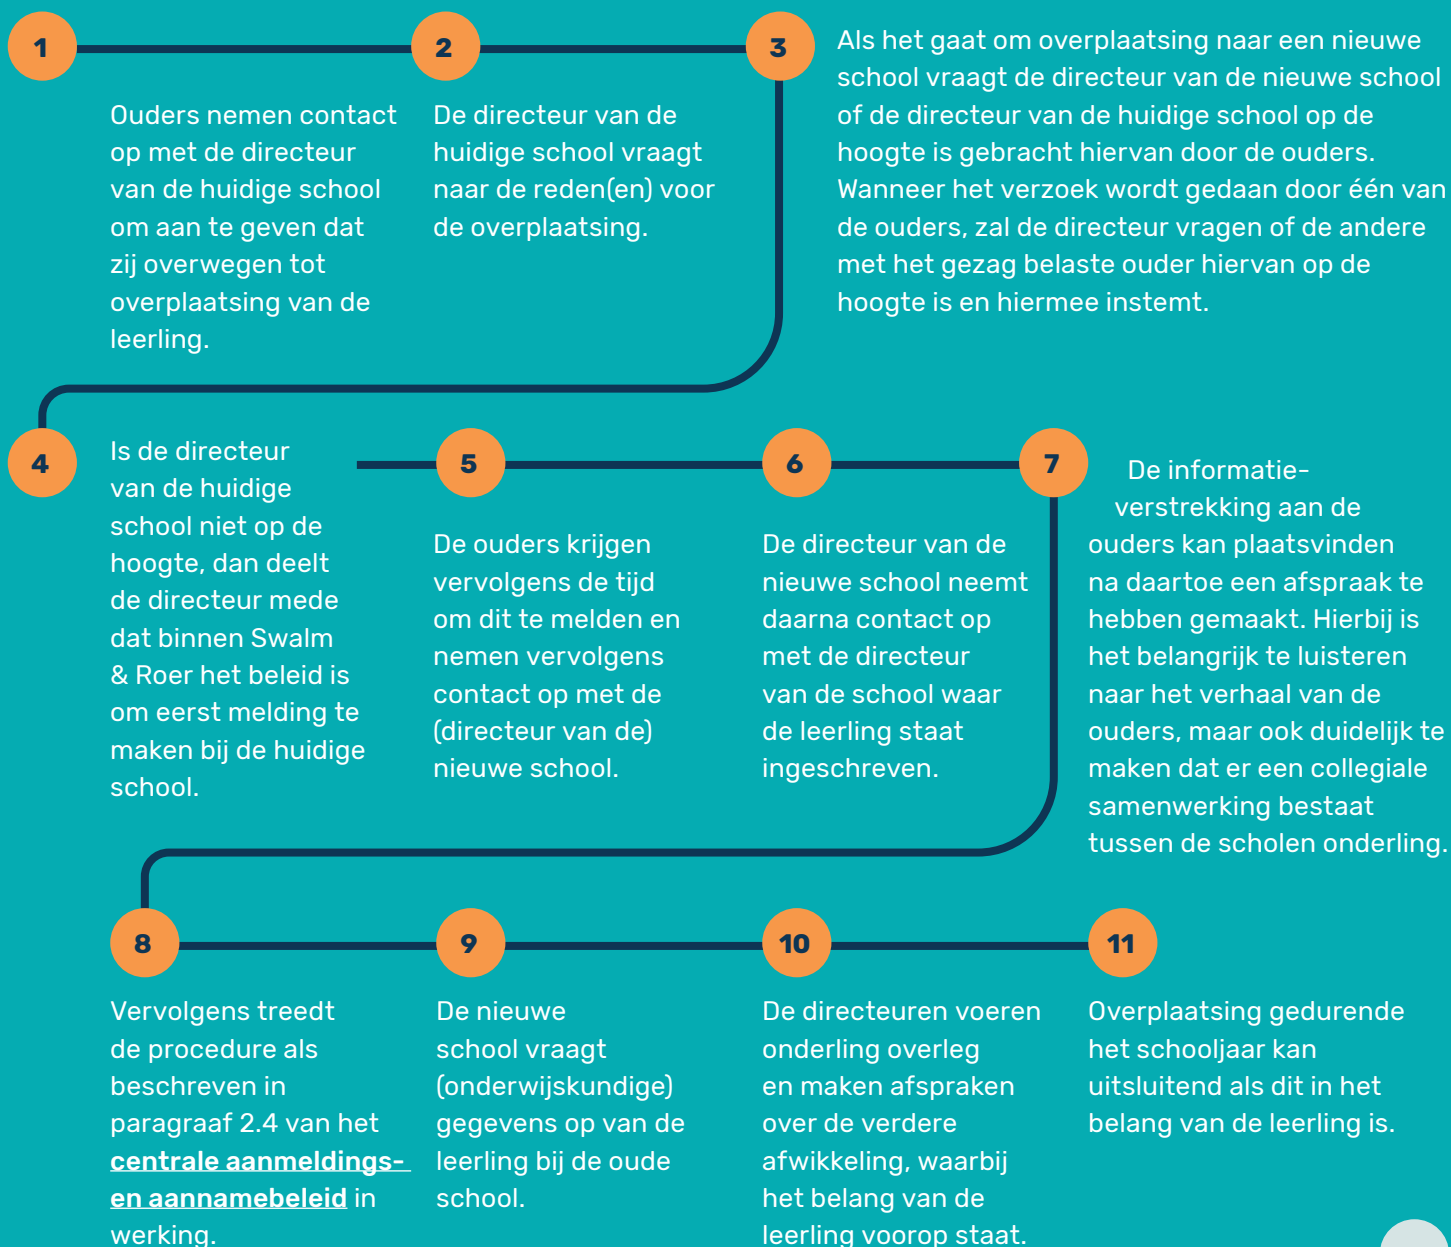 1
Ouders nemen contact
op met de directeur
van de huidige school
om aan te geven dat
zij overwegen tot
overplaatsing van de
leerling.
2
De directeur van de
huidige school vraagt
naar de reden(en) voor
de overplaatsing.
3
Als het gaat om overplaatsing naar een nieuwe
school vraagt de directeur van de nieuwe school
of de directeur van de huidige school op de
hoogte is gebracht hiervan door de ouders.
Wanneer het verzoek wordt gedaan door één van
de ouders, zal de directeur vragen of de andere
met het gezag belaste ouder hiervan op de
hoogte is en hiermee instemt.
4
Is de directeur
van de huidige
school niet op de
hoogte, dan deelt
de directeur mede
dat binnen Swalm
& Roer het beleid is
om eerst melding te
maken bij de huidige
school.
5
De ouders krijgen
vervolgens de tijd
om dit te melden en
nemen vervolgens
contact op met de
(directeur van de)
nieuwe school.
6
De directeur van de
nieuwe school neemt
daarna contact op
met de directeur
van de school waar
de leerling staat
ingeschreven.
7
De informatie-
verstrekking aan de
ouders kan plaatsvinden
na daartoe een afspraak te
hebben gemaakt. Hierbij is
het belangrijk te luisteren
naar het verhaal van de
ouders, maar ook duidelijk te
maken dat er een collegiale
samenwerking bestaat
tussen de scholen onderling.
8
Vervolgens treedt
de procedure als
beschreven in
paragraaf 2.4 van het
centrale aanmeldings-
en aannamebeleid in
werking.
9
De nieuwe
school vraagt
(onderwijskundige)
gegevens op van de
leerling bij de oude
school.
10
De directeuren voeren
onderling overleg
en maken afspraken
over de verdere
afwikkeling, waarbij
het belang van de
leerling voorop staat.
11
Overplaatsing gedurende
het schooljaar kan
uitsluitend als dit in het
belang van de leerling is.